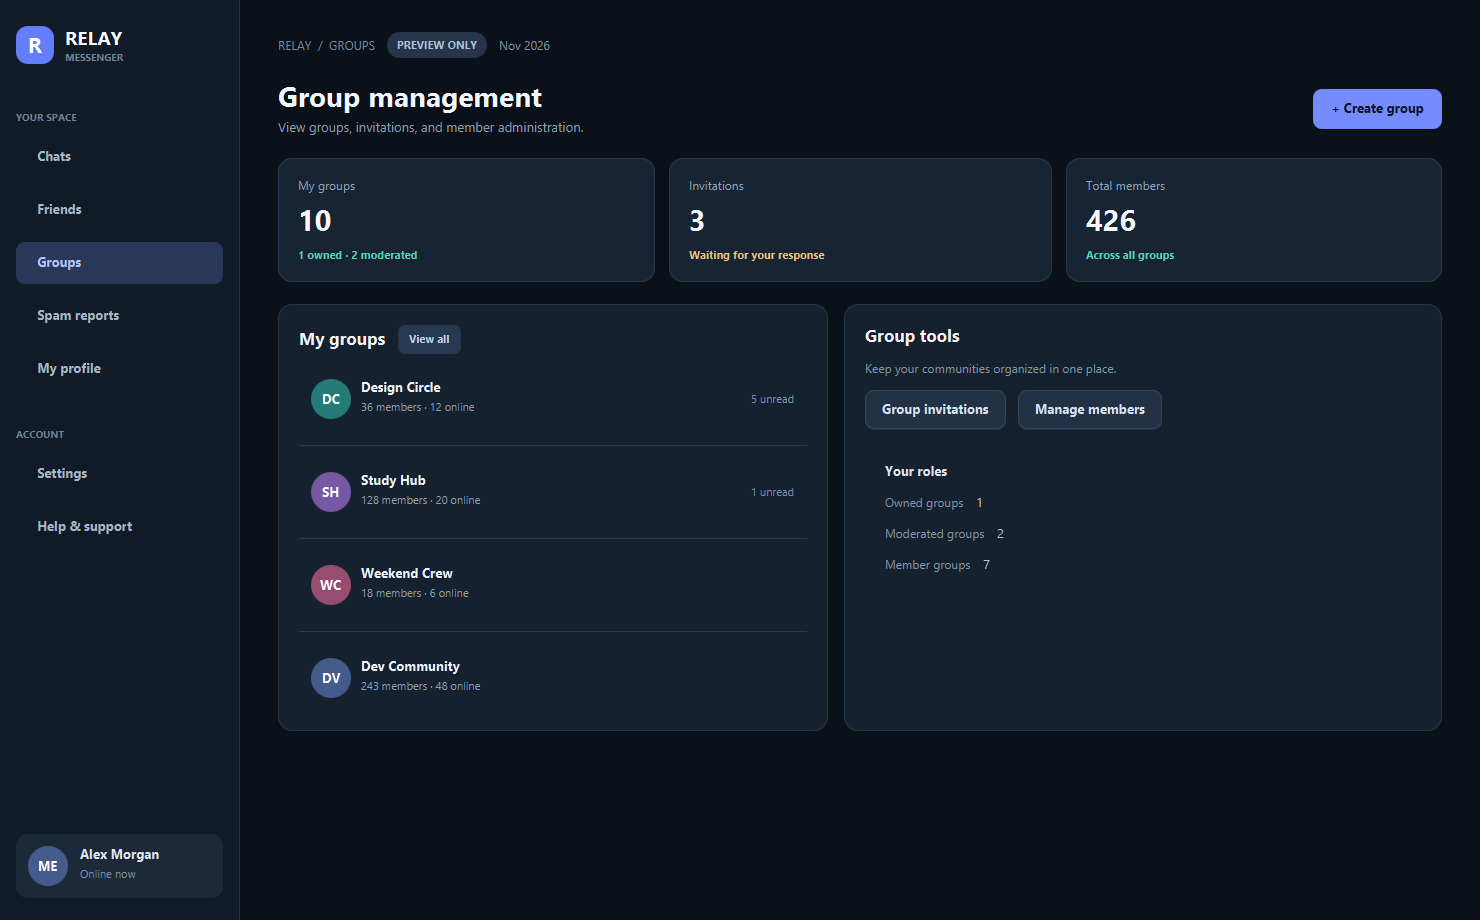 R
RELAY
MESSENGER
YOUR SPACE
Chats
Friends
Groups
Spam reports
My profile
ACCOUNT
Settings
Help & support
ME
Alex Morgan
Online now
RELAY / GROUPS PREVIEW ONLY Nov 2026
Group management
View groups, invitations, and member administration.
+ Create group
My groups
10
1 owned · 2 moderated
Invitations
3
Waiting for your response
Total members
426
Across all groups
My groups View all
DC
Design Circle
36 members · 12 online
5 unread
SH
Study Hub
128 members · 20 online
1 unread
WC
Weekend Crew
18 members · 6 online
DV
Dev Community
243 members · 48 online
Group tools
Keep your communities organized in one place.
Group invitations Manage members
Your roles
Owned groups 1
Moderated groups 2
Member groups 7